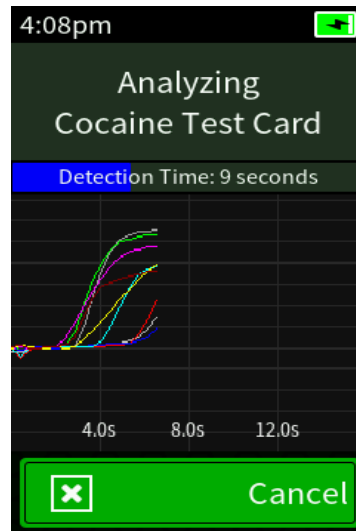 4:08pm
Analyzing
Cocaine Test Card
Detection Time: 9 seconds
4.0s 8.0s 12.0s
Cancel